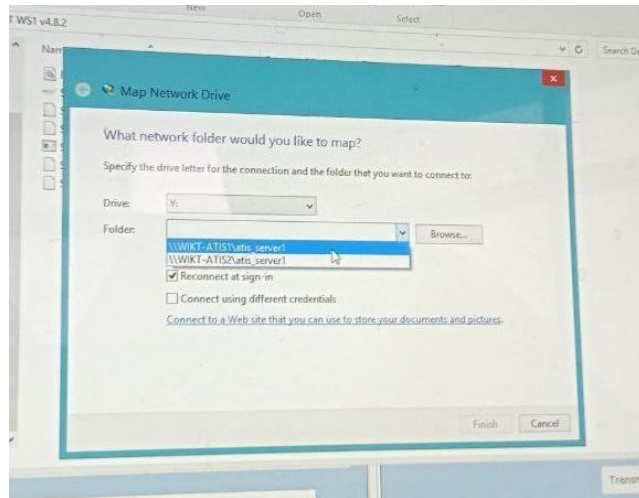 New
Open
Select
T WS1 v4.8.2
Nam
Search De
Map Network Drive
What network folder would you like to map?
Specify the drive letter for the connection and the folder that you want to connect to:
Drive: Y:
Folder: Browse...
\\WIKT-ATIS1\atis_server1
\\WIKT-ATIS2\atis_server1
Reconnect at sign-in
Connect using different credentials
Connect to a Web site that you can use to store your documents and pictures.
Finish Cancel